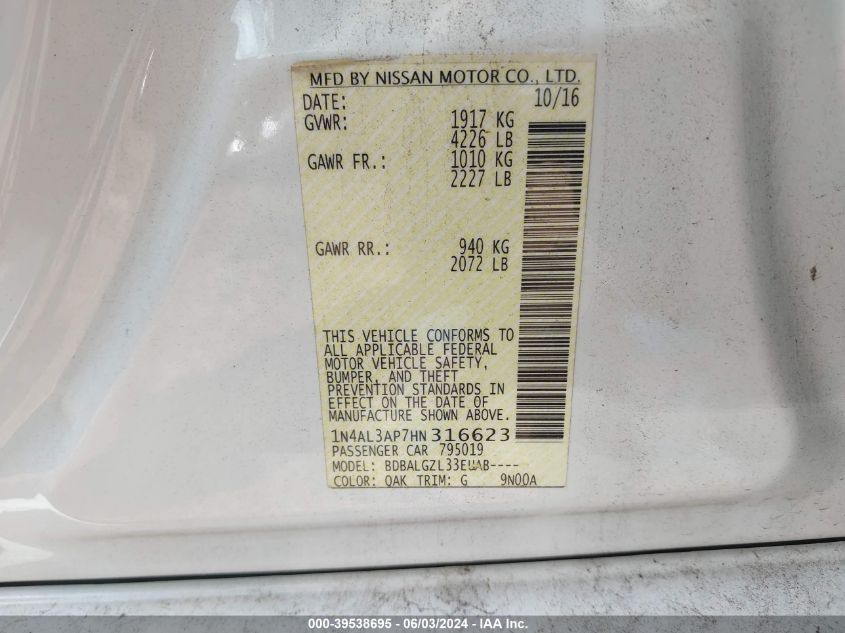 MFD BY NISSAN MOTOR CO., LTD.
DATE: 10/16
GVWR: 1917 KG
4226 LB
GAWR FR.: 1010 KG
2227 LB
GAWR RR.: 940 KG
2072 LB
THIS VEHICLE CONFORMS TO
ALL APPLICABLE FEDERAL
MOTOR VEHICLE SAFETY,
BUMPER, AND THEFT
PREVENTION STANDARDS IN
EFFECT ON THE DATE OF
MANUFACTURE SHOWN ABOVE.
1N4AL3AP7HN316623
PASSENGER CAR 795019
MODEL: BDBALGZL33EUAB----
COLOR: QAK TRIM: G 9N00A
000-39538695 - 06/03/2024 - IAA Inc.